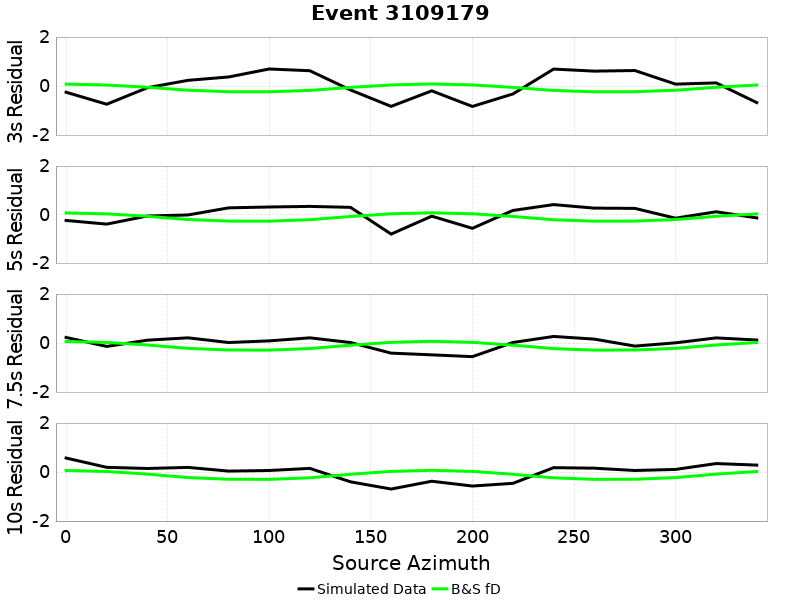 Event 3109179
3s Residual
2
0
-2
5s Residual
2
0
-2
7.5s Residual
2
0
-2
10s Residual
2
0
-2
0 50 100 150 200 250 300
Source Azimuth
Simulated Data B&S fD